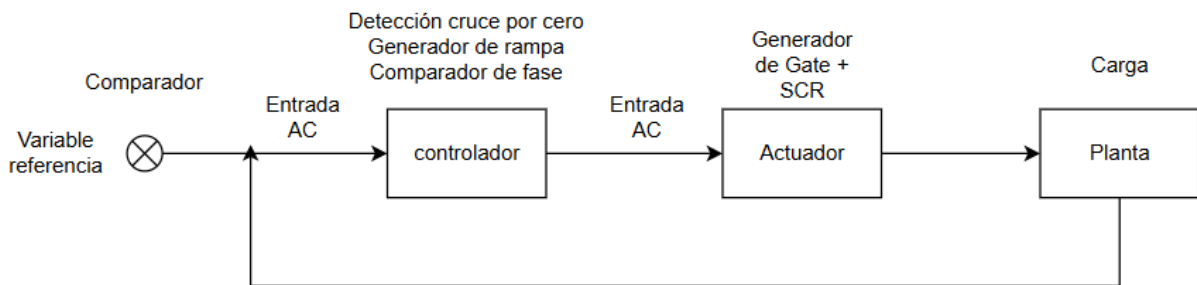 Detección cruce por cero
Generador de rampa
Comparador de fase
Generador
de Gate +
SCR
Comparador
Carga
Entrada
AC
Entrada
AC
Variable
referencia
controlador
Actuador
Planta